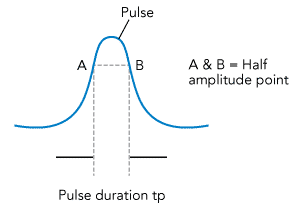 Pulse
A
B
A & B = Half
amplitude point
Pulse duration tp